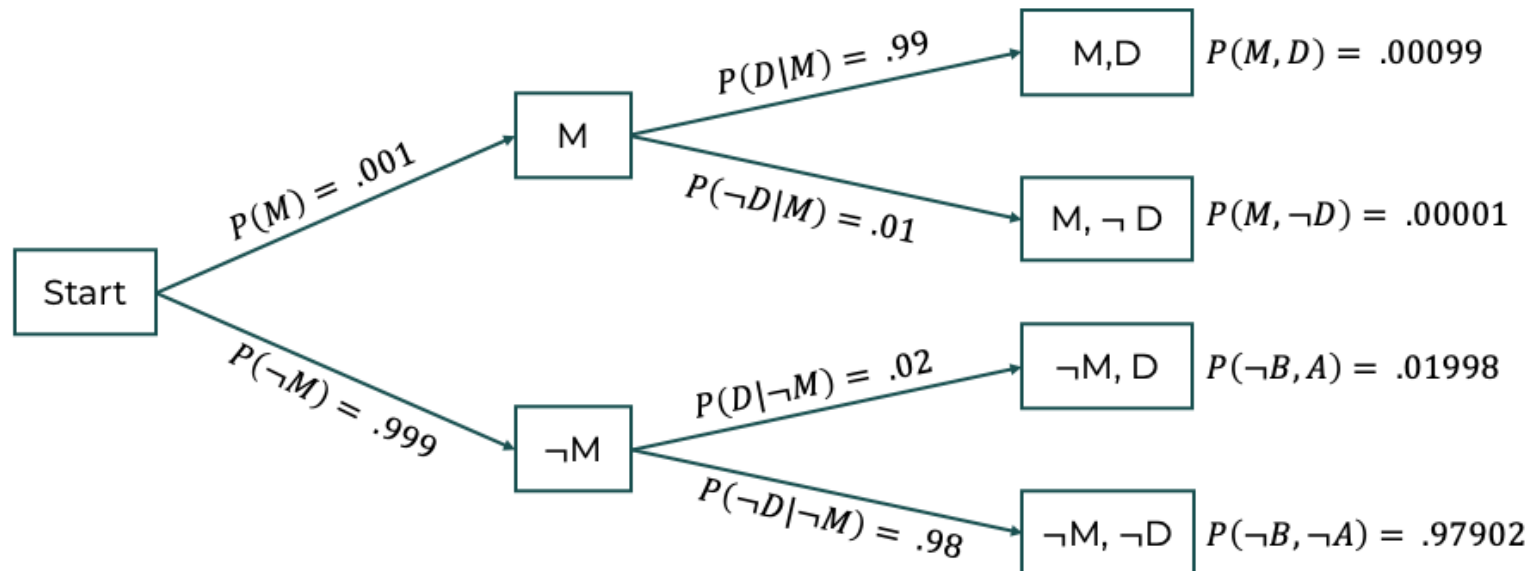 P(D|M) = .99
M,D
P(M, D) = .00099
M
P(M) = .001
P(¬D|M) = .01
M, ¬ D
P(M, ¬D) = .00001
Start
P(¬M) = .999
P(D|¬M) = .02
¬M, D
P(¬B, A) = .01998
¬M
P(¬D|¬M) = .98
¬M, ¬D
P(¬B, ¬A) = .97902